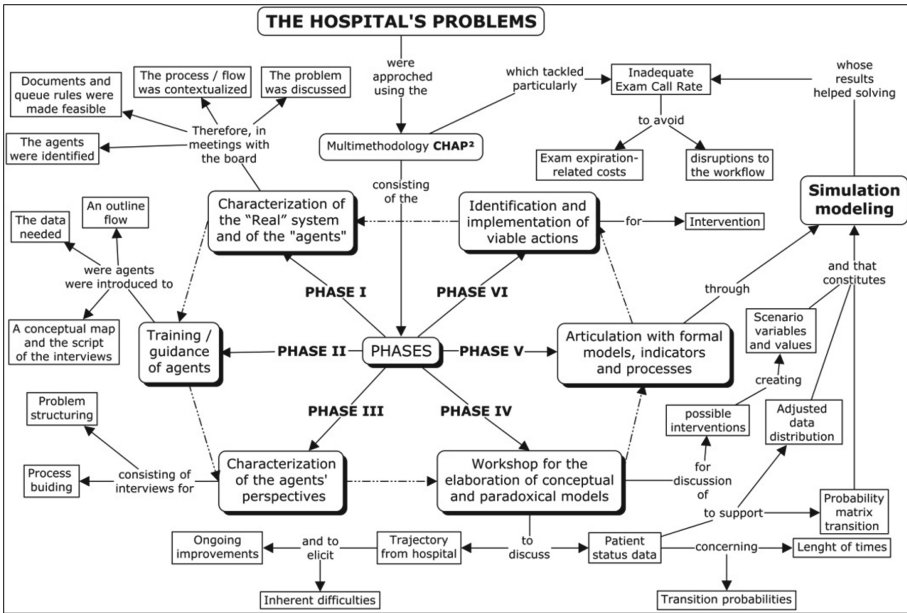 THE HOSPITAL'S PROBLEMS
were
approched
using the
which tackled
particularly
Inadequate
Exam Call Rate
whose
results
helped solving
Documents and
queue rules were
made feasible
The process / flow
was contextualized
The problem
was discussed
Therefore, in
meetings with
the board
The agents
were identified
Multimethodology CHAP²
to avoid
Exam expiration-
related costs
disruptions to
the workflow
consisting
of the
Simulation
modeling
Characterization of
the “Real” system
and of the "agents"
Identification and
implementation of
viable actions
for
Intervention
An outline
flow
The data
needed
were agents
were introduced to
A conceptual map
and the script
of the interviews
PHASE I
PHASE VI
through
and that
constitutes
Training /
guidance
of agents
PHASE II
PHASES
PHASE V
Articulation with formal
models, indicators
and processes
Scenario
variables
and values
creating
PHASE III
PHASE IV
Problem
structuring
possible
interventions
Adjusted
data
distribution
Process
buiding
consisting of
interviews for
Characterization
of the agents'
perspectives
Workshop for the
elaboration of conceptual
and paradoxical models
for
discussion
of
to support
Probability
matrix
transition
Ongoing
improvements
and to
elicit
Trajectory
from hospital
to
discuss
Patient
status data
concerning
Lenght of times
Inherent difficulties
Transition probabilities